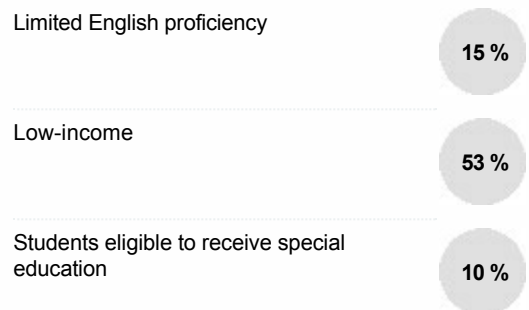 Limited English proficiency
15 %
Low-income
53 %
Students eligible to receive special
education
10 %